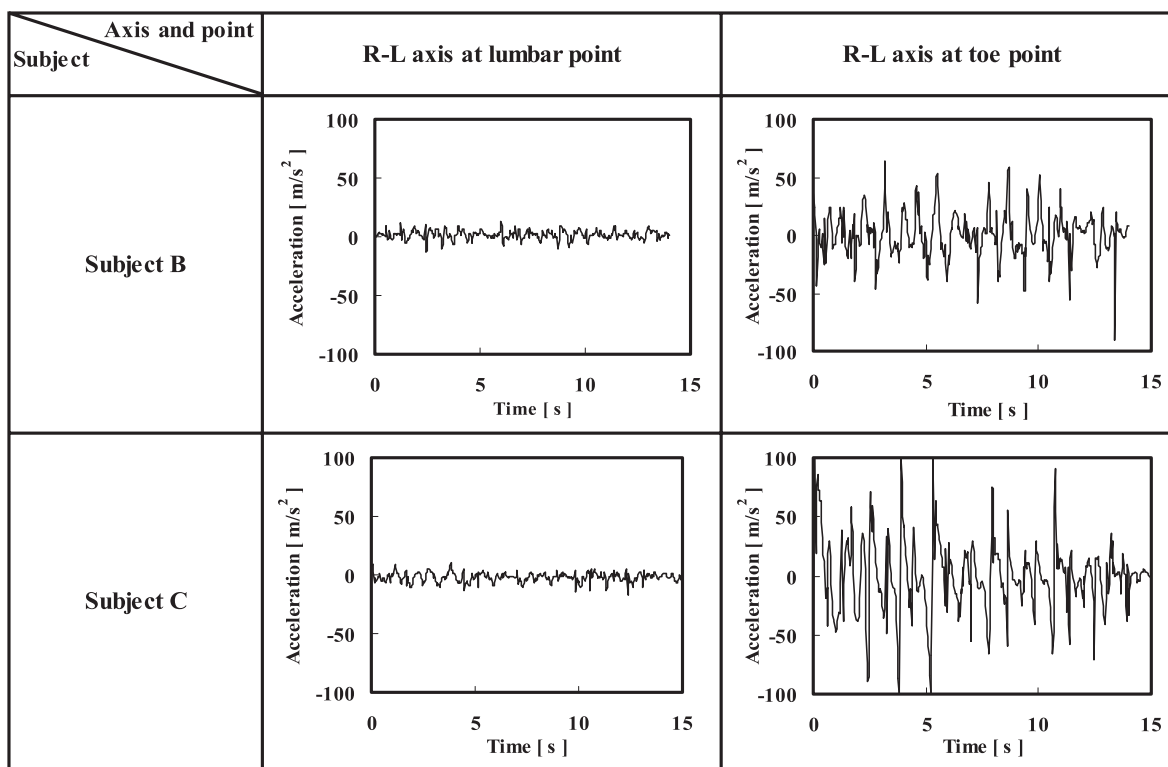 Axis and point
Subject
R-L axis at lumbar point
R-L axis at toe point
Subject B
Acceleration [ m/s² ]
100
50
0
-50
-100
0 5 10 15
Time [ s ]
Acceleration [ m/s² ]
100
50
0
-50
-100
0 5 10 15
Time [ s ]
Subject C
Acceleration [ m/s² ]
100
50
0
-50
-100
0 5 10 15
Time [ s ]
Acceleration [ m/s² ]
100
50
0
-50
-100
0 5 10 15
Time [ s ]